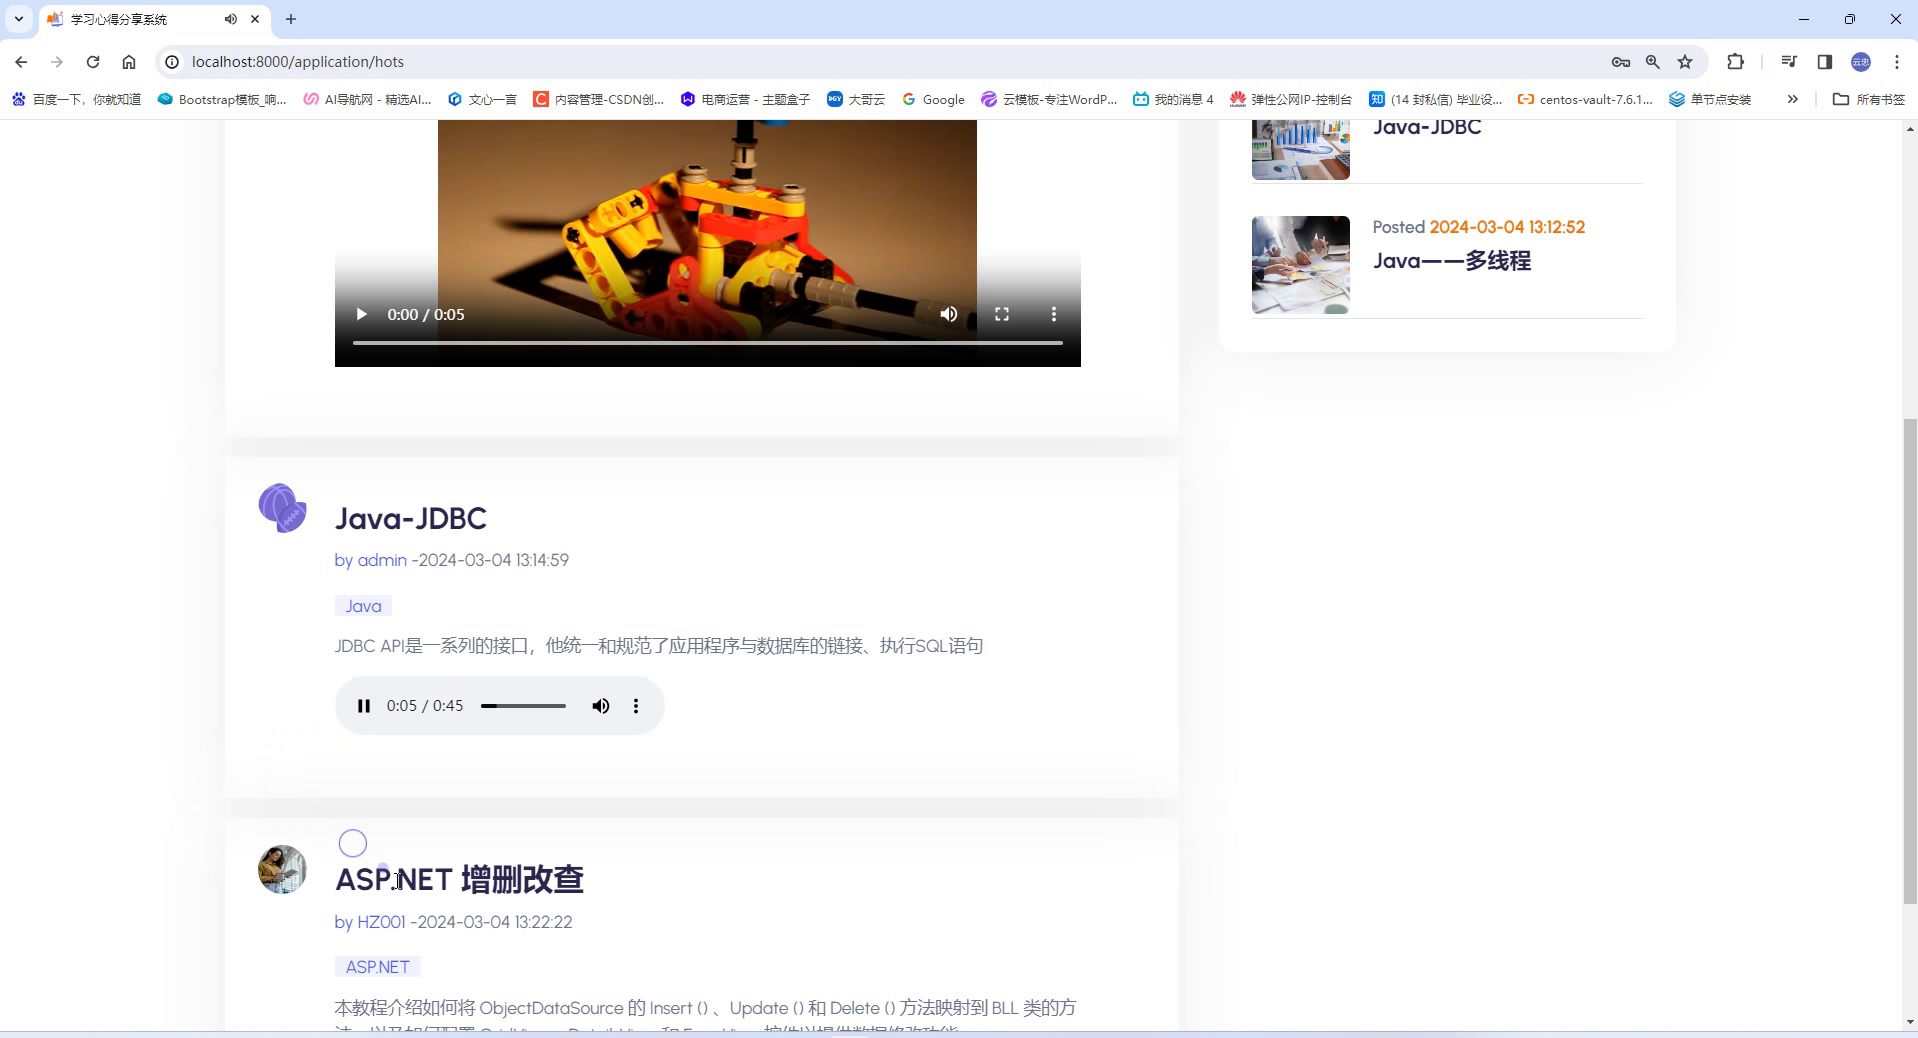 学习心得分享系统
localhost:8000/application/hots
云忠
百度一下，你就知道
Bootstrap模板_响...
AI导航网 - 精选AI...
文心一言
内容管理-CSDN创...
电商运营 - 主题盒子
大哥云
Google
云模板-专注WordP...
我的消息 4
弹性公网IP-控制台
(14 封私信) 毕业设...
centos-vault-7.6.1...
单节点安装
所有书签
Java-JDBC
Posted 2024-03-04 13:12:52
Java一一多线程
0:00 / 0:05
Java-JDBC
by admin -2024-03-04 13:14:59
Java
JDBC API是一系列的接口，他统一和规范了应用程序与数据库的链接、执行SQL语句
0:05 / 0:45
ASP.NET 增删改查
by HZ001 -2024-03-04 13:22:22
ASP.NET
本教程介绍如何将 ObjectDataSource 的 Insert () 、Update () 和 Delete () 方法映射到 BLL 类的方